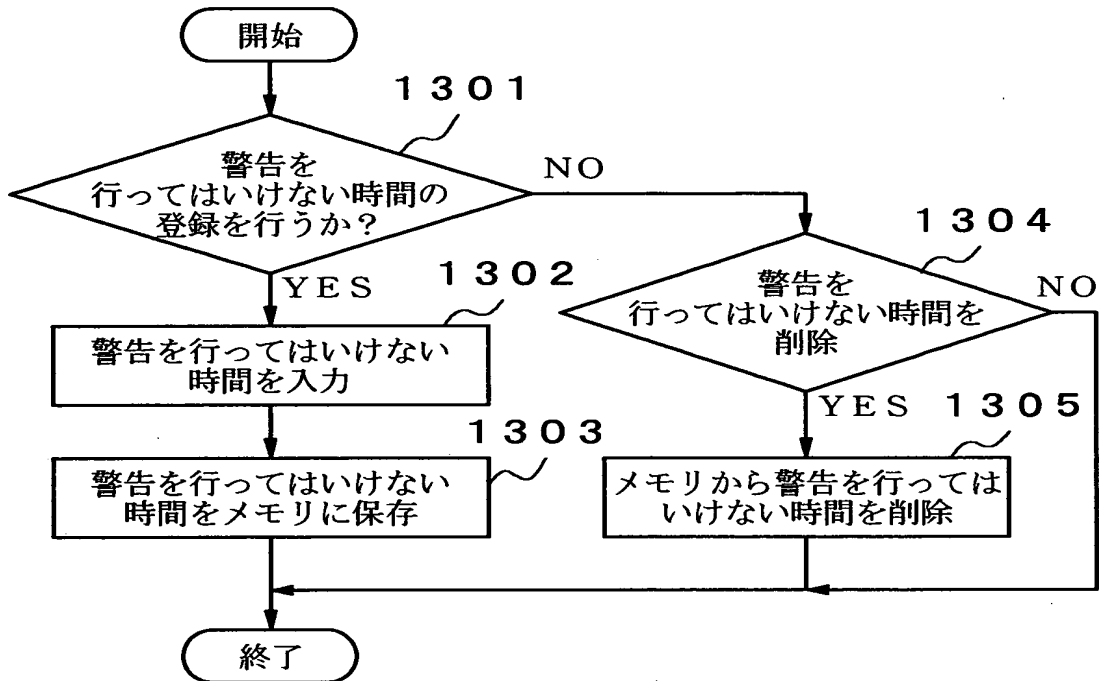 開始
1301
警告を
行ってはいけない時間の
登録を行うか？
NO
YES
1302
警告を行ってはいけない
時間を入力
1303
警告を行ってはいけない
時間をメモリに保存
1304
警告を
行ってはいけない時間を
削除
NO
YES
1305
メモリから警告を行っては
いけない時間を削除
終了